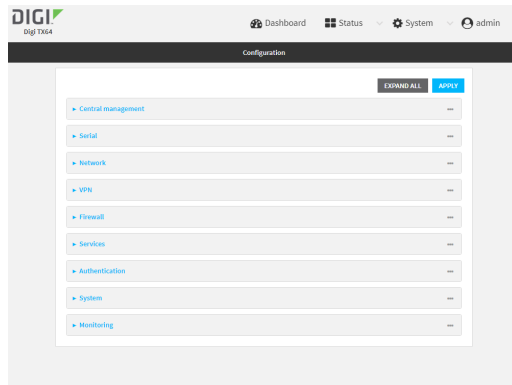 DIGI
Digi TX64
Dashboard Status System admin
Configuration
EXPAND ALL APPLY
Central management
Serial
Network
VPN
Firewall
Services
Authentication
System
Monitoring